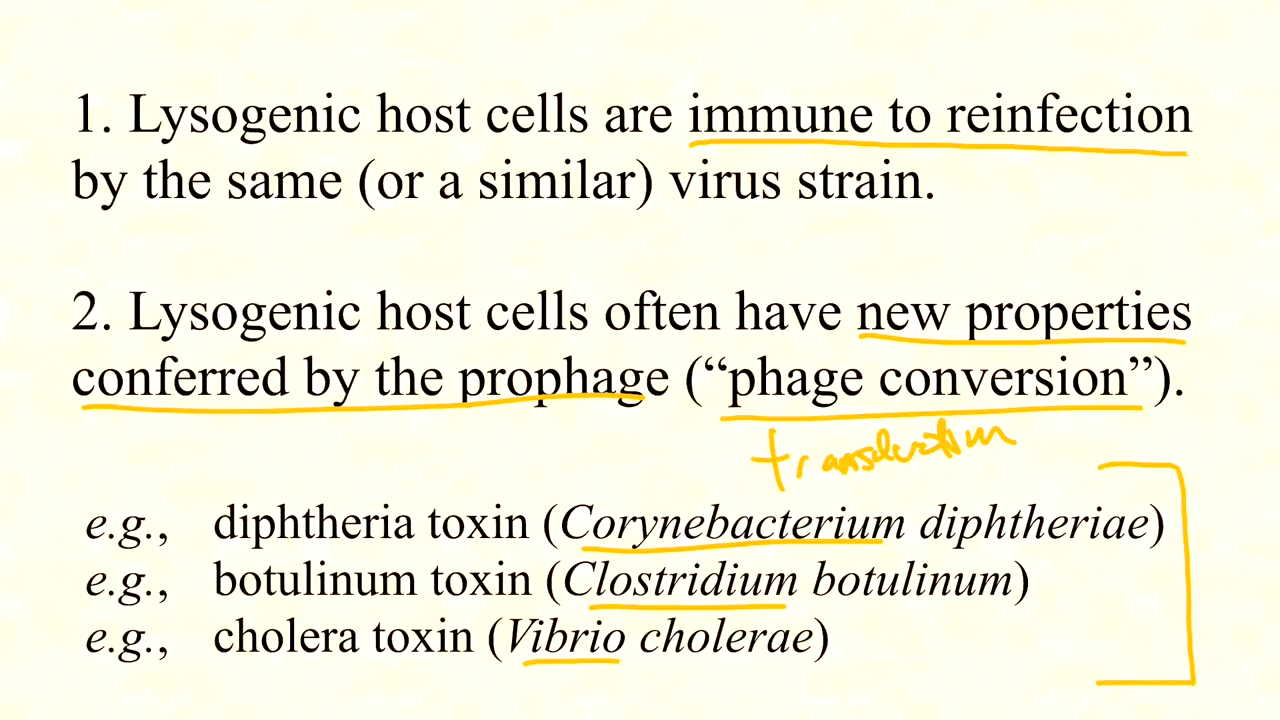 1. Lysogenic host cells are immune to reinfection
by the same (or a similar) virus strain.
2. Lysogenic host cells often have new properties
conferred by the prophage (“phage conversion”).
transduction
e.g., diphtheria toxin (Corynebacterium diphtheriae)
e.g., botulinum toxin (Clostridium botulinum)
e.g., cholera toxin (Vibrio cholerae)